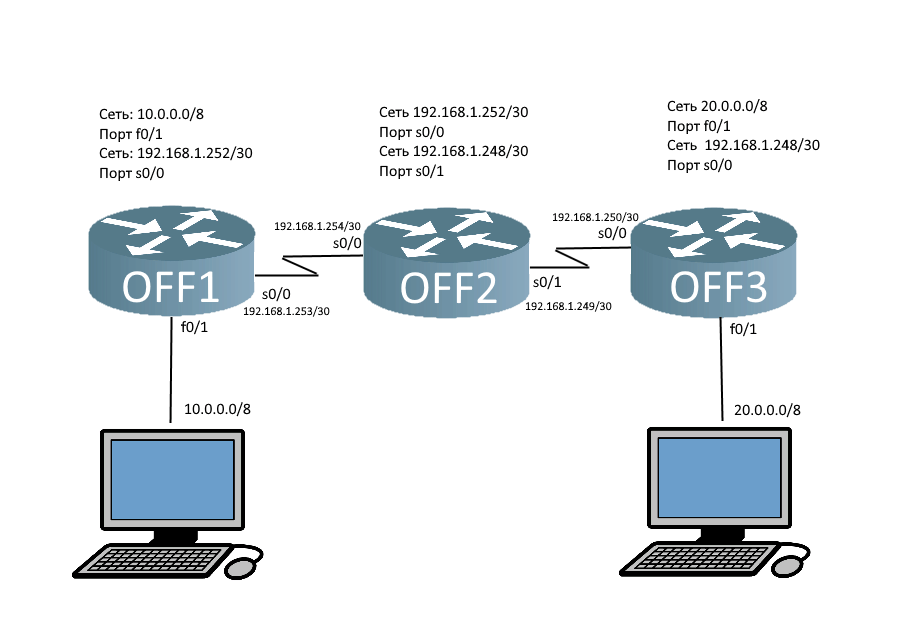 Сеть: 10.0.0.0/8
Порт f0/1
Сеть: 192.168.1.252/30
Порт s0/0
Сеть 192.168.1.252/30
Порт s0/0
Сеть 192.168.1.248/30
Порт s0/1
Сеть 20.0.0.0/8
Порт f0/1
Сеть 192.168.1.248/30
Порт s0/0
192.168.1.254/30
s0/0
192.168.1.250/30
s0/0
OFF1
OFF2
OFF3
s0/0
192.168.1.253/30
s0/1
192.168.1.249/30
f0/1
f0/1
10.0.0.0/8
20.0.0.0/8